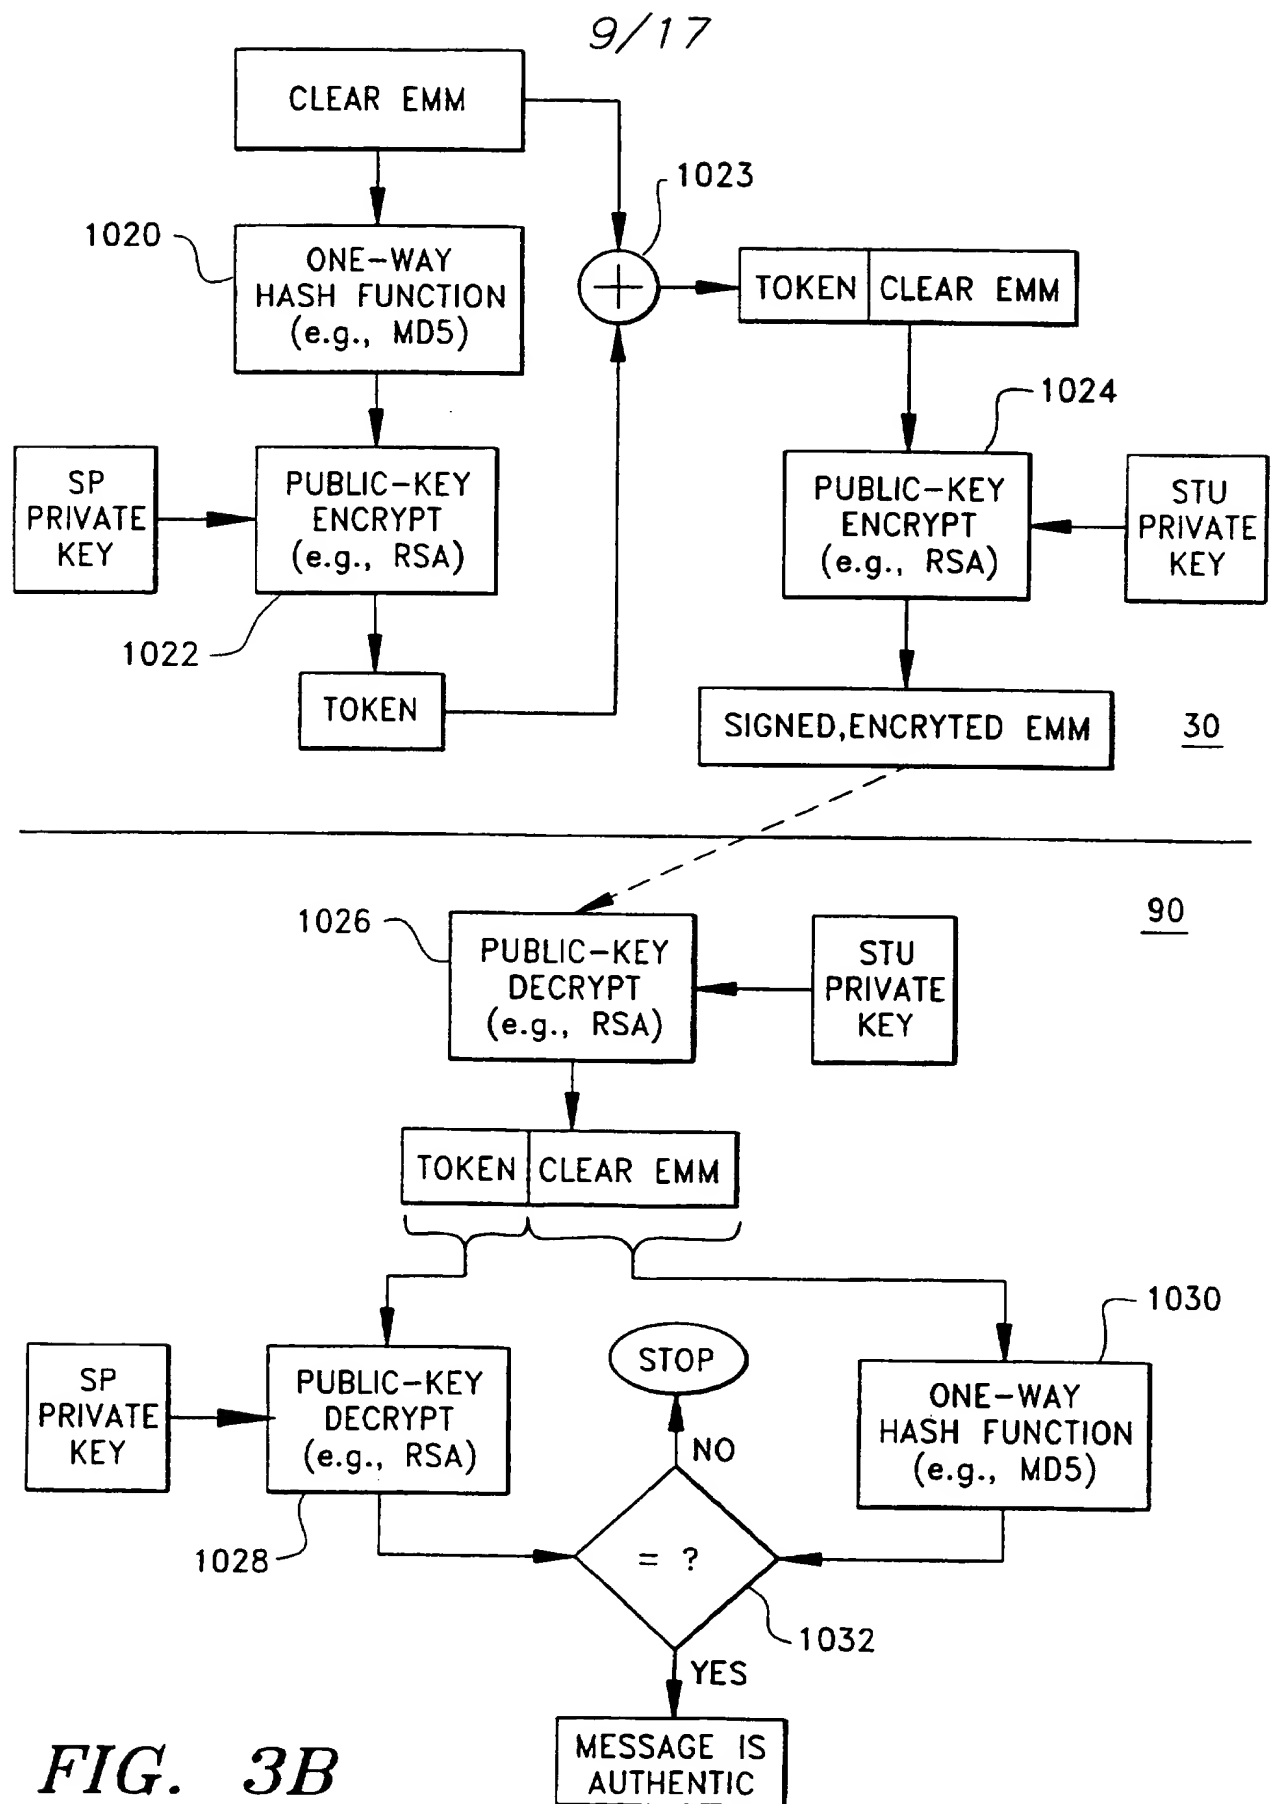 9/17
CLEAR EMM
1023
1020
ONE-WAY
HASH FUNCTION
(e.g., MD5)
TOKEN CLEAR EMM
1024
SP
PRIVATE
KEY
PUBLIC-KEY
ENCRYPT
(e.g., RSA)
PUBLIC-KEY
ENCRYPT
(e.g., RSA)
STU
PRIVATE
KEY
1022
TOKEN
SIGNED,ENCRYTED EMM
30
90
1026
PUBLIC-KEY
DECRYPT
(e.g., RSA)
STU
PRIVATE
KEY
TOKEN CLEAR EMM
1030
SP
PRIVATE
KEY
PUBLIC-KEY
DECRYPT
(e.g., RSA)
STOP
NO
ONE-WAY
HASH FUNCTION
(e.g., MD5)
1028
= ?
1032
YES
MESSAGE IS
AUTHENTIC
FIG. 3B